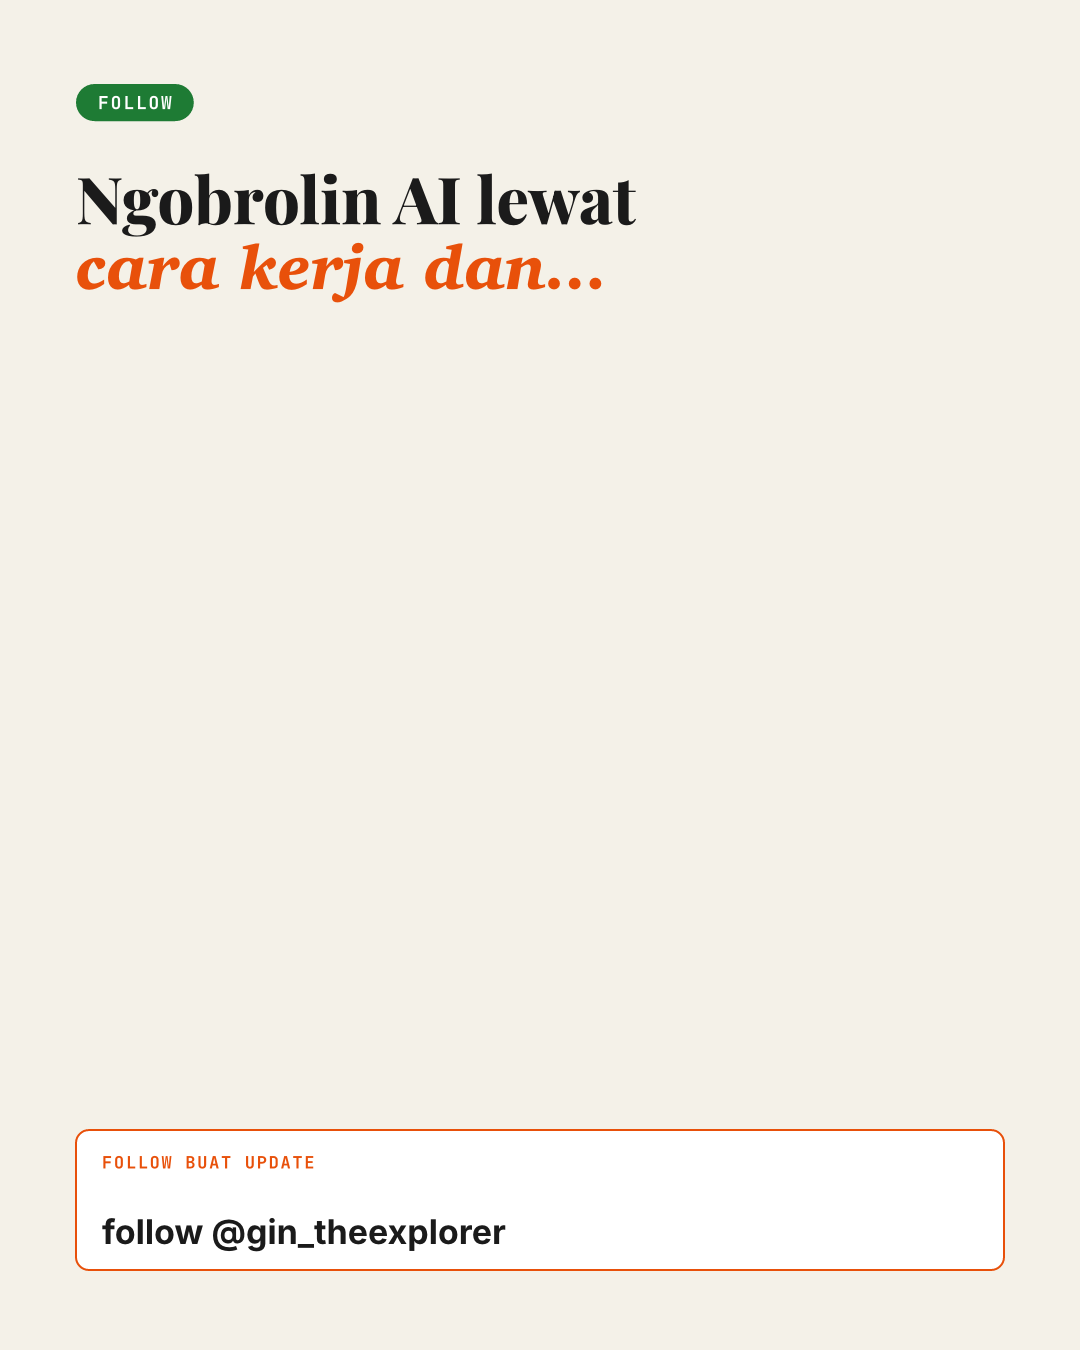 FOLLOW
Ngobrolin AI lewat
cara kerja dan...
FOLLOW BUAT UPDATE
follow @gin_theexplorer